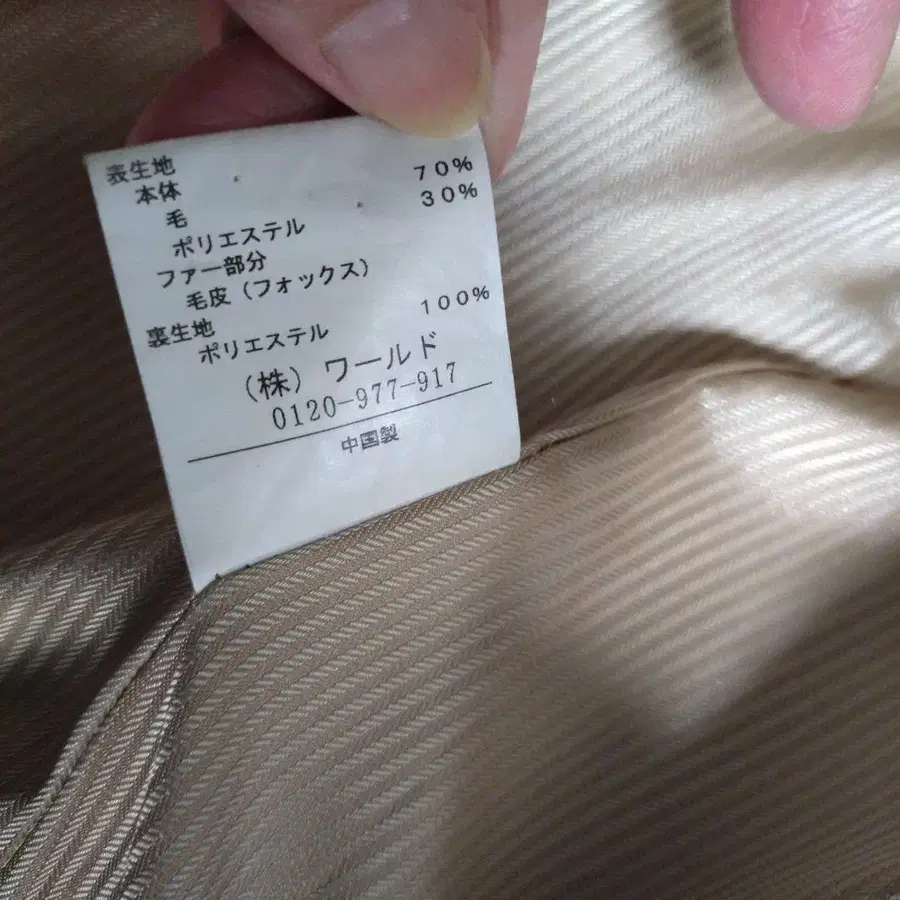 表生地
本体
毛 70%
ポリエステル 30%
ファー部分
毛皮（フォックス）
裏生地
ポリエステル 100%
（株）ワールド
0120-977-917
中国製